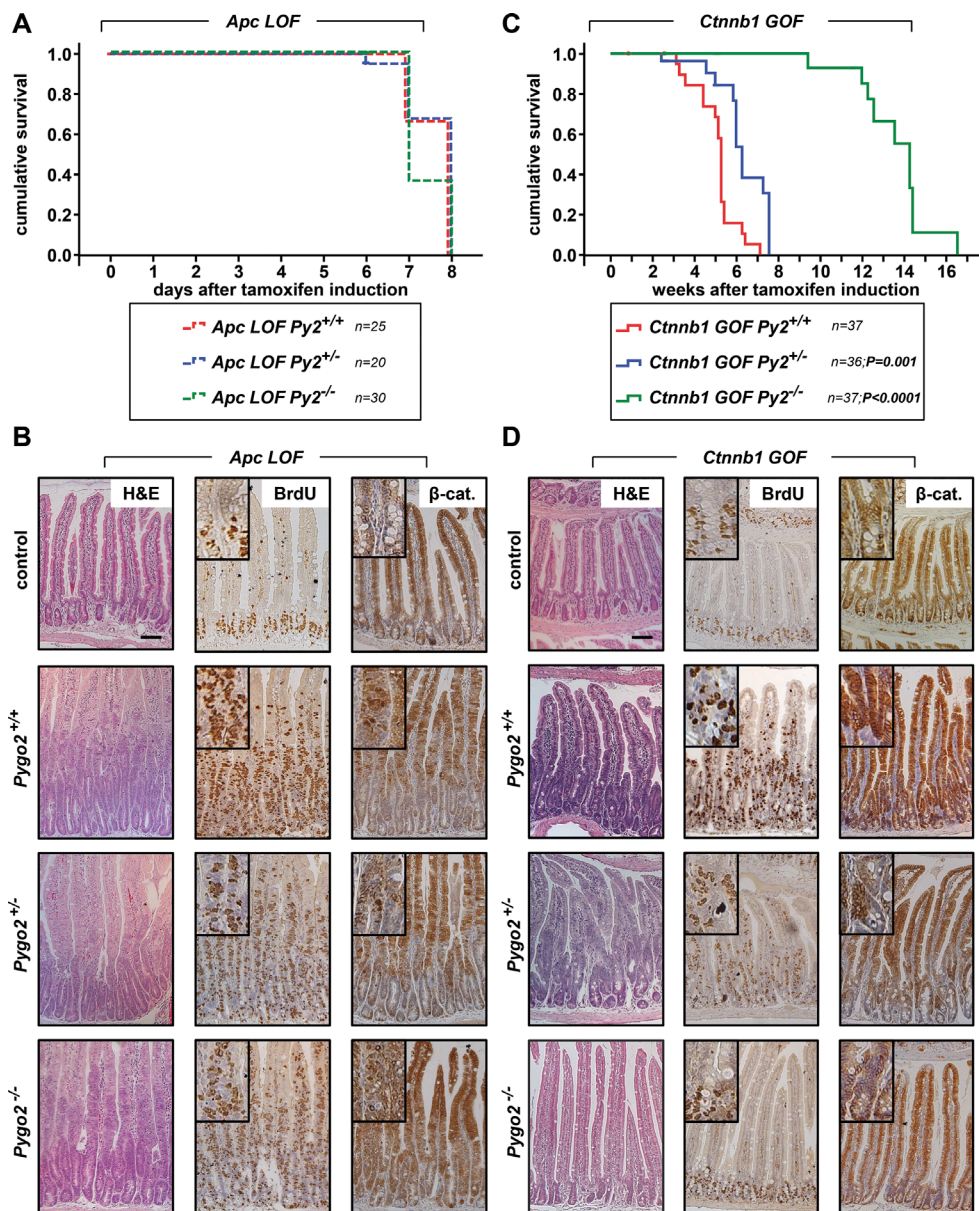 A
Apc LOF
cumulative survival
1.0
0.8
0.6
0.4
0.2
0.0
0 1 2 3 4 5 6 7 8
days after tamoxifen induction
Apc LOF Py2+/+ n=25
Apc LOF Py2+/- n=20
Apc LOF Py2-/- n=30
C
Ctnnb1 GOF
cumulative survival
1.0
0.8
0.6
0.4
0.2
0.0
0 2 4 6 8 10 12 14 16
weeks after tamoxifen induction
Ctnnb1 GOF Py2+/+ n=37
Ctnnb1 GOF Py2+/- n=36;P=0.001
Ctnnb1 GOF Py2-/- n=37;P<0.0001
B
Apc LOF
H&E BrdU β-cat.
control
Pygo2+/+
Pygo2+/-
Pygo2-/-
D
Ctnnb1 GOF
H&E BrdU β-cat.
control
Pygo2+/+
Pygo2+/-
Pygo2-/-